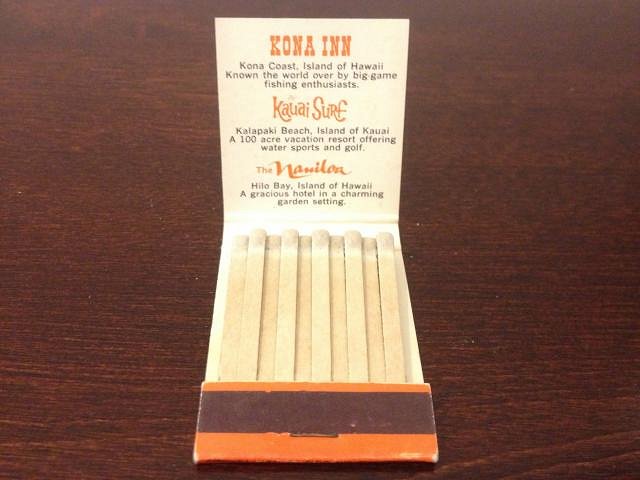 KONA INN
Kona Coast, Island of Hawaii
Known the world over by big-game
fishing enthusiasts.
Kauai Surf
Kalapaki Beach, Island of Kauai
A 100 acre vacation resort offering
water sports and golf.
The Naniloa
Hilo Bay, Island of Hawaii
A gracious hotel in a charming
garden setting.